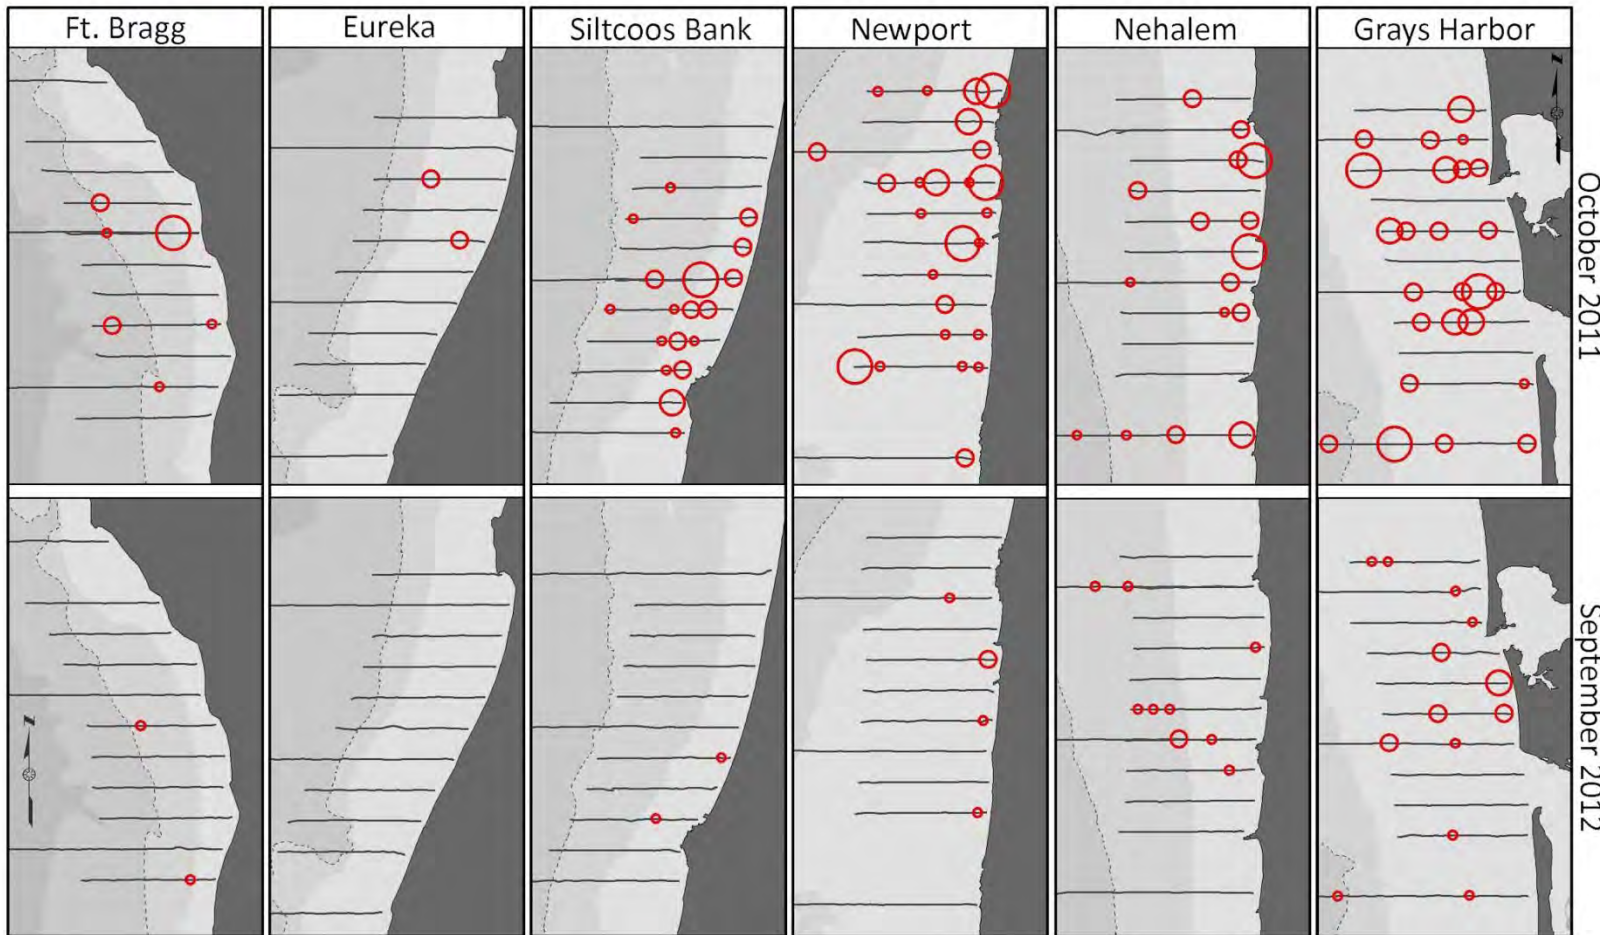 Ft. Bragg
Eureka
Siltcoos Bank
Newport
Nehalem
Grays Harbor
October 2011
September 2012
N
N